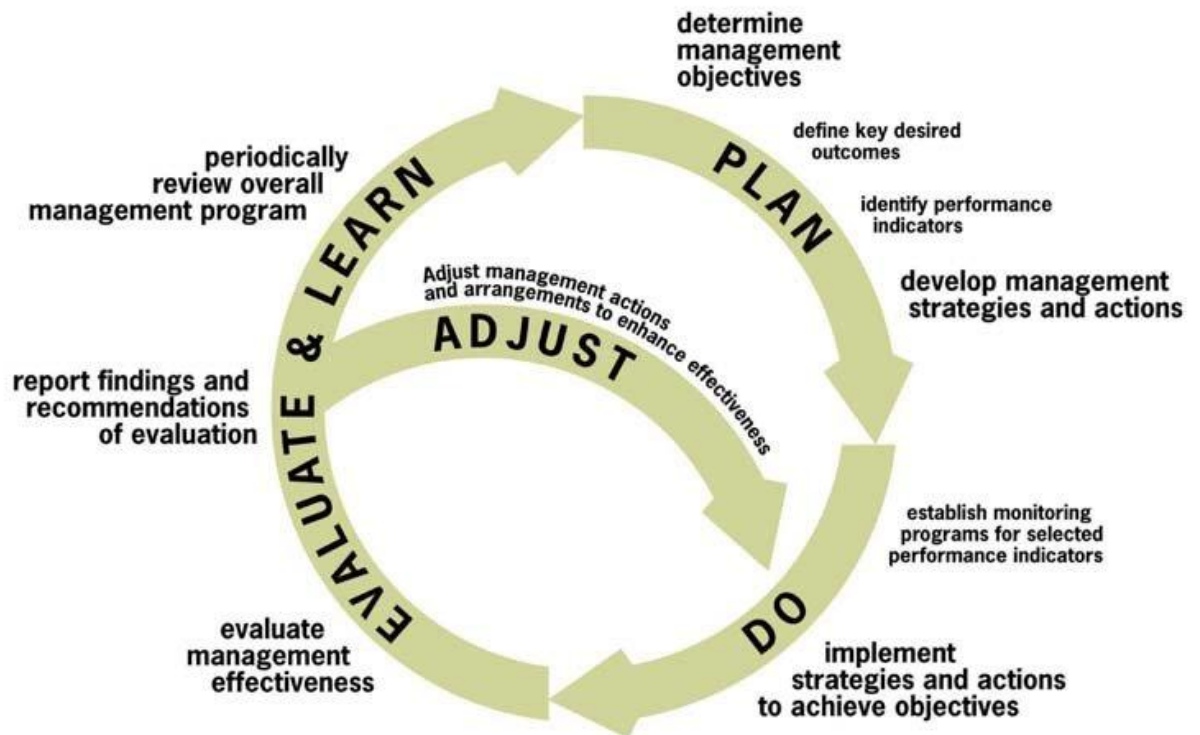 determine
management
objectives
define key desired
outcomes
PLAN
identify performance
indicators
develop management
strategies and actions
establish monitoring
programs for selected
performance indicators
DO
implement
strategies and actions
to achieve objectives
evaluate
management
effectiveness
EVALUATE & LEARN
report findings and
recommendations
of evaluation
periodically
review overall
management program
Adjust management actions
and arrangements to enhance effectiveness
ADJUST